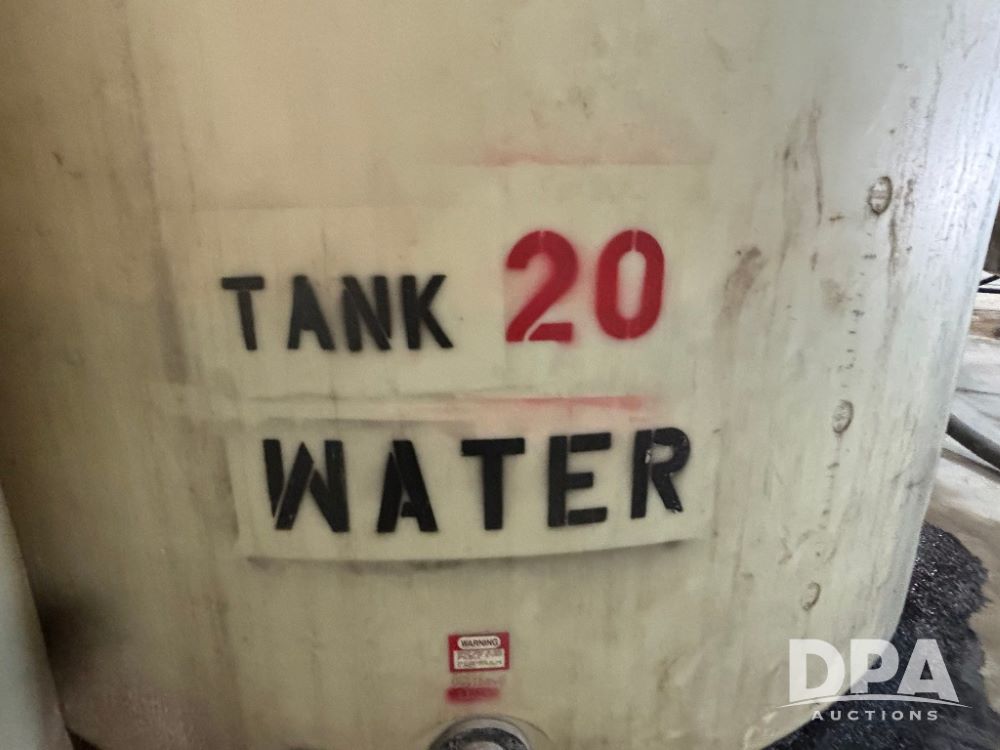 TANK 20
WATER
WARNING
DPA
AUCTIONS